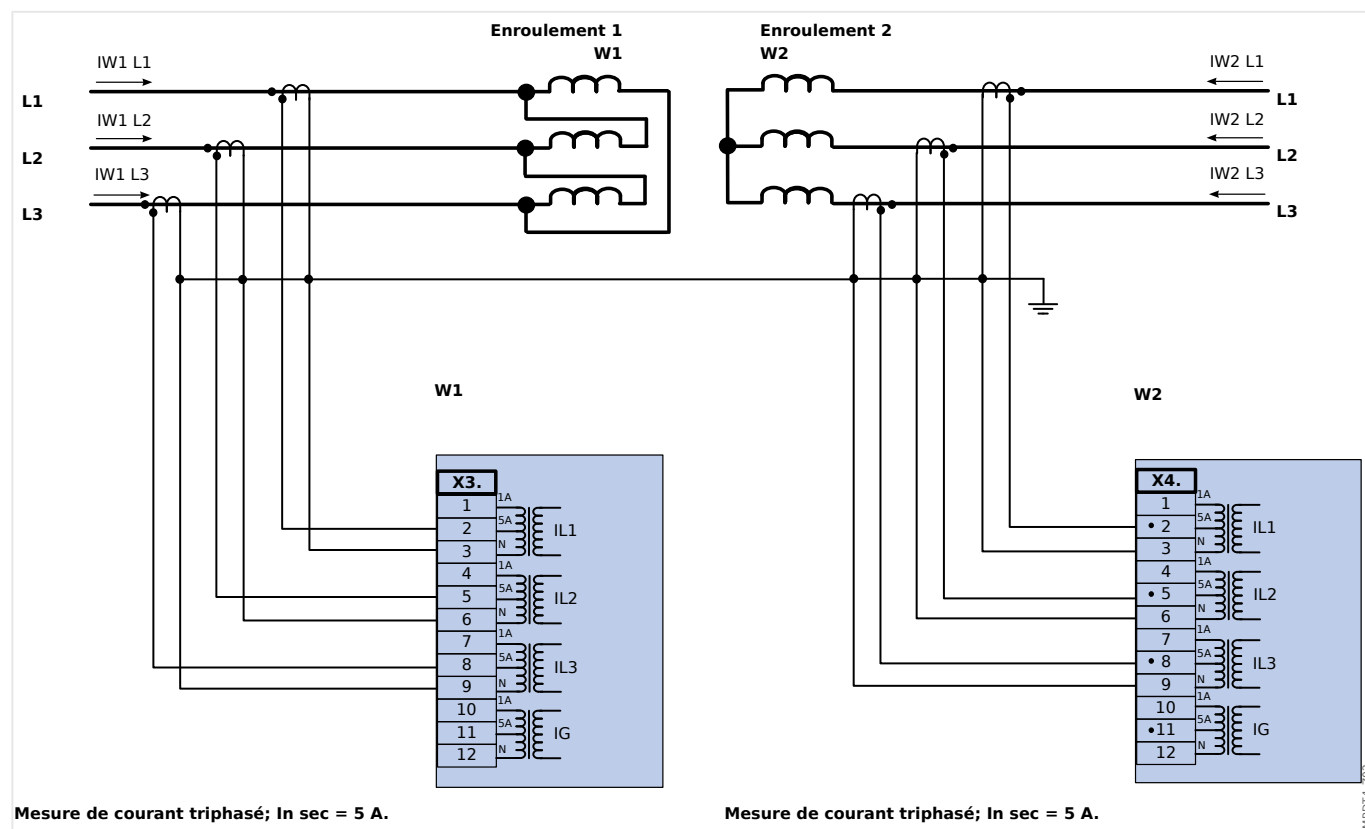 Enroulement 1
W1
Enroulement 2
W2
IW1 L1
L1
IW1 L2
L2
IW1 L3
L3
IW2 L1
L1
IW2 L2
L2
IW2 L3
L3
W1
X3.
1 1A
2 5A IL1
3 N
4 1A
5 5A IL2
6 N
7 1A
8 5A IL3
9 N
10 1A
11 5A IG
12 N
W2
X4.
1 1A
• 2 5A IL1
3 N
4 1A
• 5 5A IL2
6 N
7 1A
• 8 5A IL3
9 N
10 1A
•11 5A IG
12 N
Mesure de courant triphasé; In sec = 5 A.
Mesure de courant triphasé; In sec = 5 A.